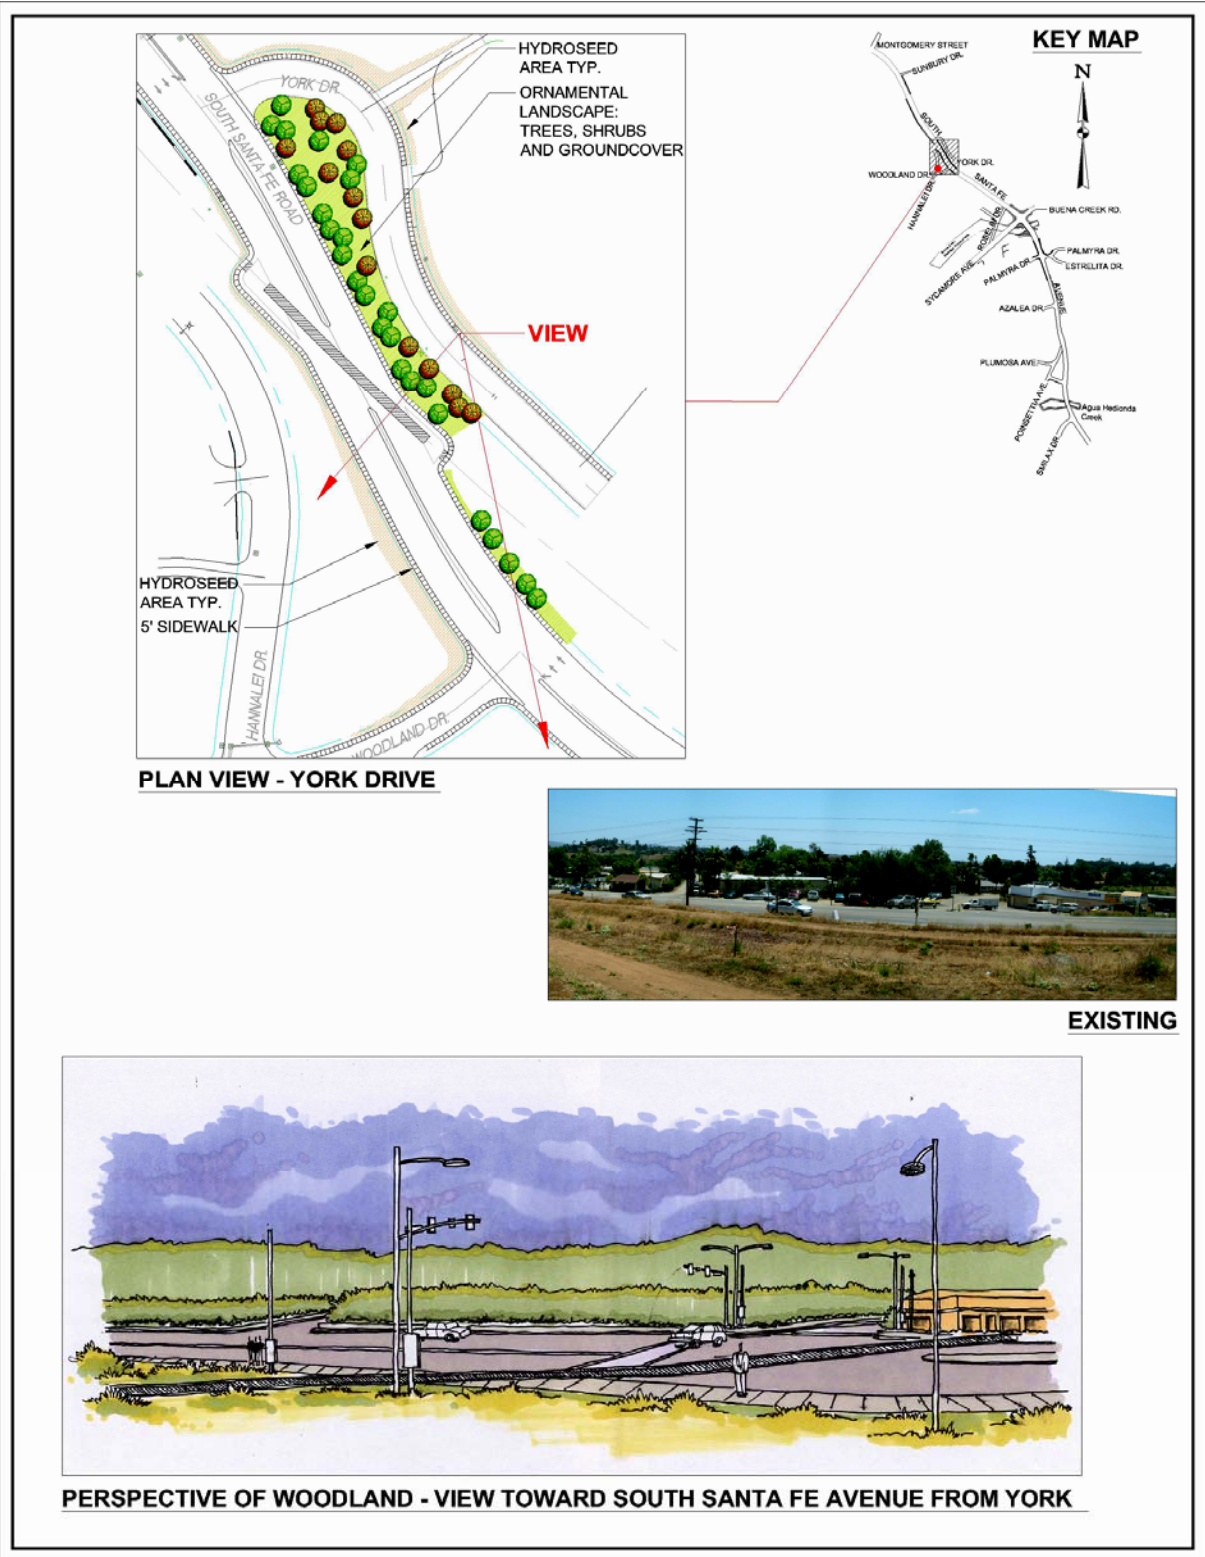 HYDROSEED
AREA TYP.
ORNAMENTAL
LANDSCAPE:
TREES, SHRUBS
AND GROUNDCOVER
YORK DR.
SOUTH SANTA FE ROAD
VIEW
HYDROSEED
AREA TYP.
5' SIDEWALK
HANNALEI DR.
WOODLAND DR.
PLAN VIEW - YORK DRIVE
KEY MAP
N
MONTGOMERY STREET
SUNBURY DR.
SOUTH
YORK DR.
WOODLAND DR.
HANNALEI DR.
SANTA FE
BUENA CREEK RD.
ROBELINI DR.
PALMYRA DR.
ESTRELITA DR.
SYCAMORE AVE.
PALMYRA DR.
AVENUE
AZALEA DR.
PLUMOSA AVE.
POINSETTIA AVE.
Agua Hedionda
Creek
SMILAX DR.
EXISTING
PERSPECTIVE OF WOODLAND - VIEW TOWARD SOUTH SANTA FE AVENUE FROM YORK